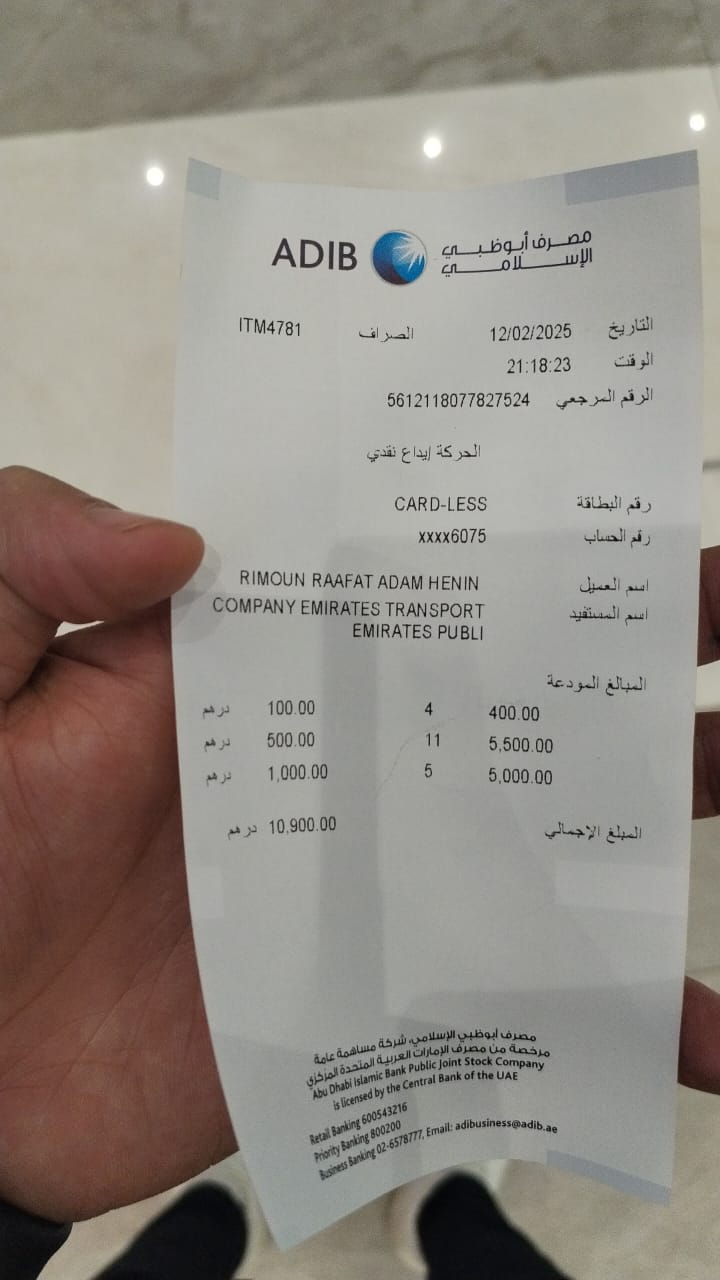 ADIB مصرف أبوظبي
الإسلامي
التاريخ 12/02/2025 الصراف ITM4781
الوقت 21:18:23
الرقم المرجعي 5612118077827524
الحركة إيداع نقدي
رقم البطاقة CARD-LESS
رقم الحساب xxxx6075
اسم العميل RIMOUN RAAFAT ADAM HENIN
اسم المستفيد COMPANY EMIRATES TRANSPORT
EMIRATES PUBLI
المبالغ المودعة
400.00 4 100.00 درهم
5,500.00 11 500.00 درهم
5,000.00 5 1,000.00 درهم
المبلغ الإجمالي 10,900.00 درهم
مصرف أبوظبي الإسلامي، شركة مساهمة عامة
مرخصة من مصرف الإمارات العربية المتحدة المركزي
Abu Dhabi Islamic Bank Public Joint Stock Company
is licensed by the Central Bank of the UAE
Retail Banking 600543216
Priority Banking 800200
Business Banking 02-6578777, Email: adibusiness@adib.ae